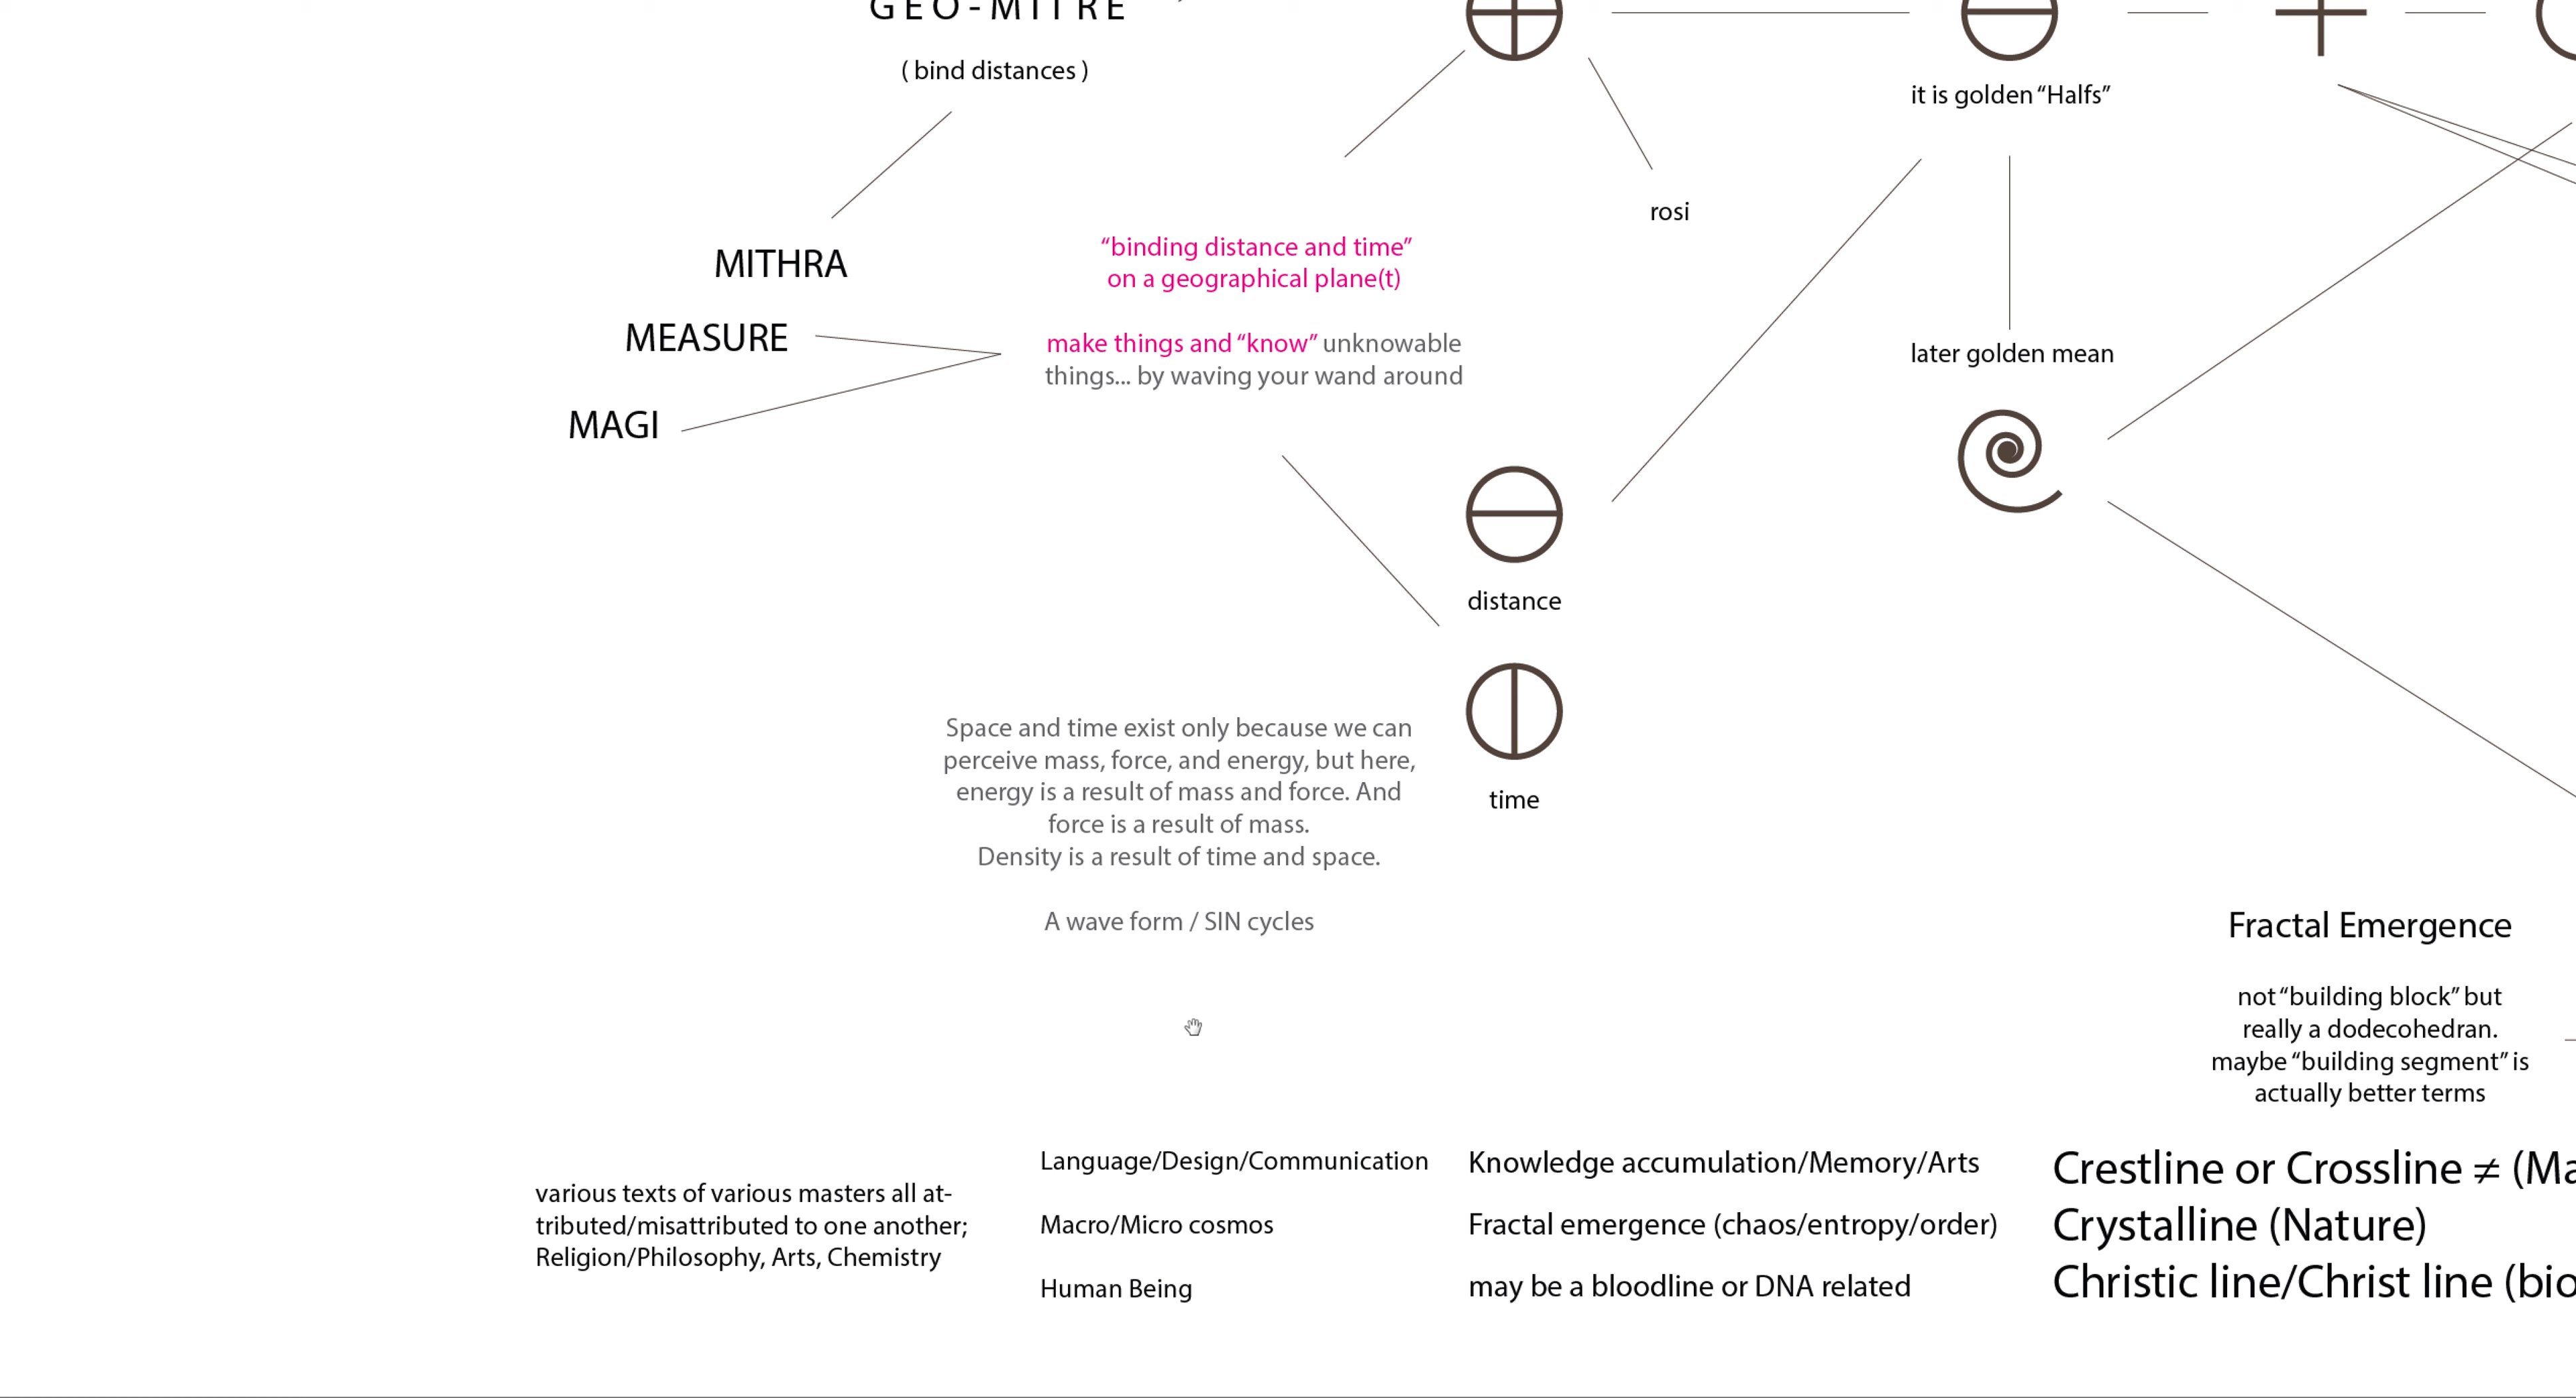 GEO-MITRE
( bind distances )
it is golden “Halfs”
rosi
MITHRA
“binding distance and time”
on a geographical plane(t)
MEASURE
make things and “know” unknowable
things... by waving your wand around
later golden mean
MAGI
distance
time
Space and time exist only because we can
perceive mass, force, and energy, but here,
energy is a result of mass and force. And
force is a result of mass.
Density is a result of time and space.
A wave form / SIN cycles
Fractal Emergence
not “building block” but
really a dodecohedran.
maybe “building segment” is
actually better terms
various texts of various masters all at-
tributed/misattributed to one another;
Religion/Philosophy, Arts, Chemistry
Language/Design/Communication
Macro/Micro cosmos
Human Being
Knowledge accumulation/Memory/Arts
Fractal emergence (chaos/entropy/order)
may be a bloodline or DNA related
Crestline or Crossline ≠ (Ma
Crystalline (Nature)
Christic line/Christ line (bio